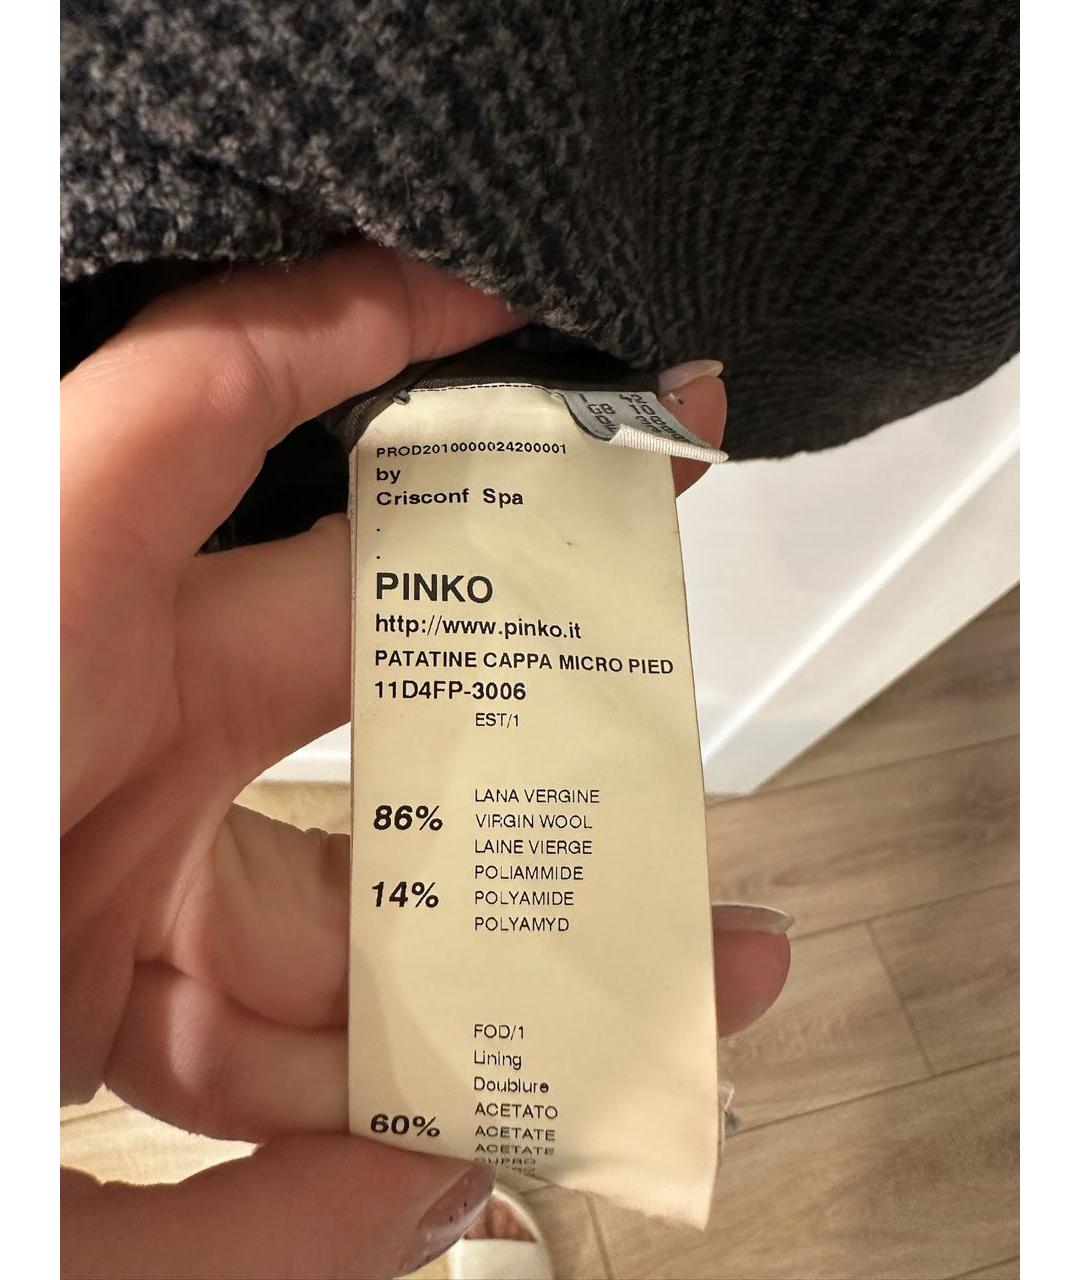 PROD2010000024200001
by
Crisconf Spa
.
.
PINKO
http://www.pinko.it
PATATINE CAPPA MICRO PIED
11D4FP-3006
EST/1
86% LANA VERGINE
VIRGIN WOOL
LAINE VIERGE
14% POLIAMMIDE
POLYAMIDE
POLYAMYD
FOD/1
Lining
Doublure
60% ACETATO
ACETATE
ACETATE
CUPRO